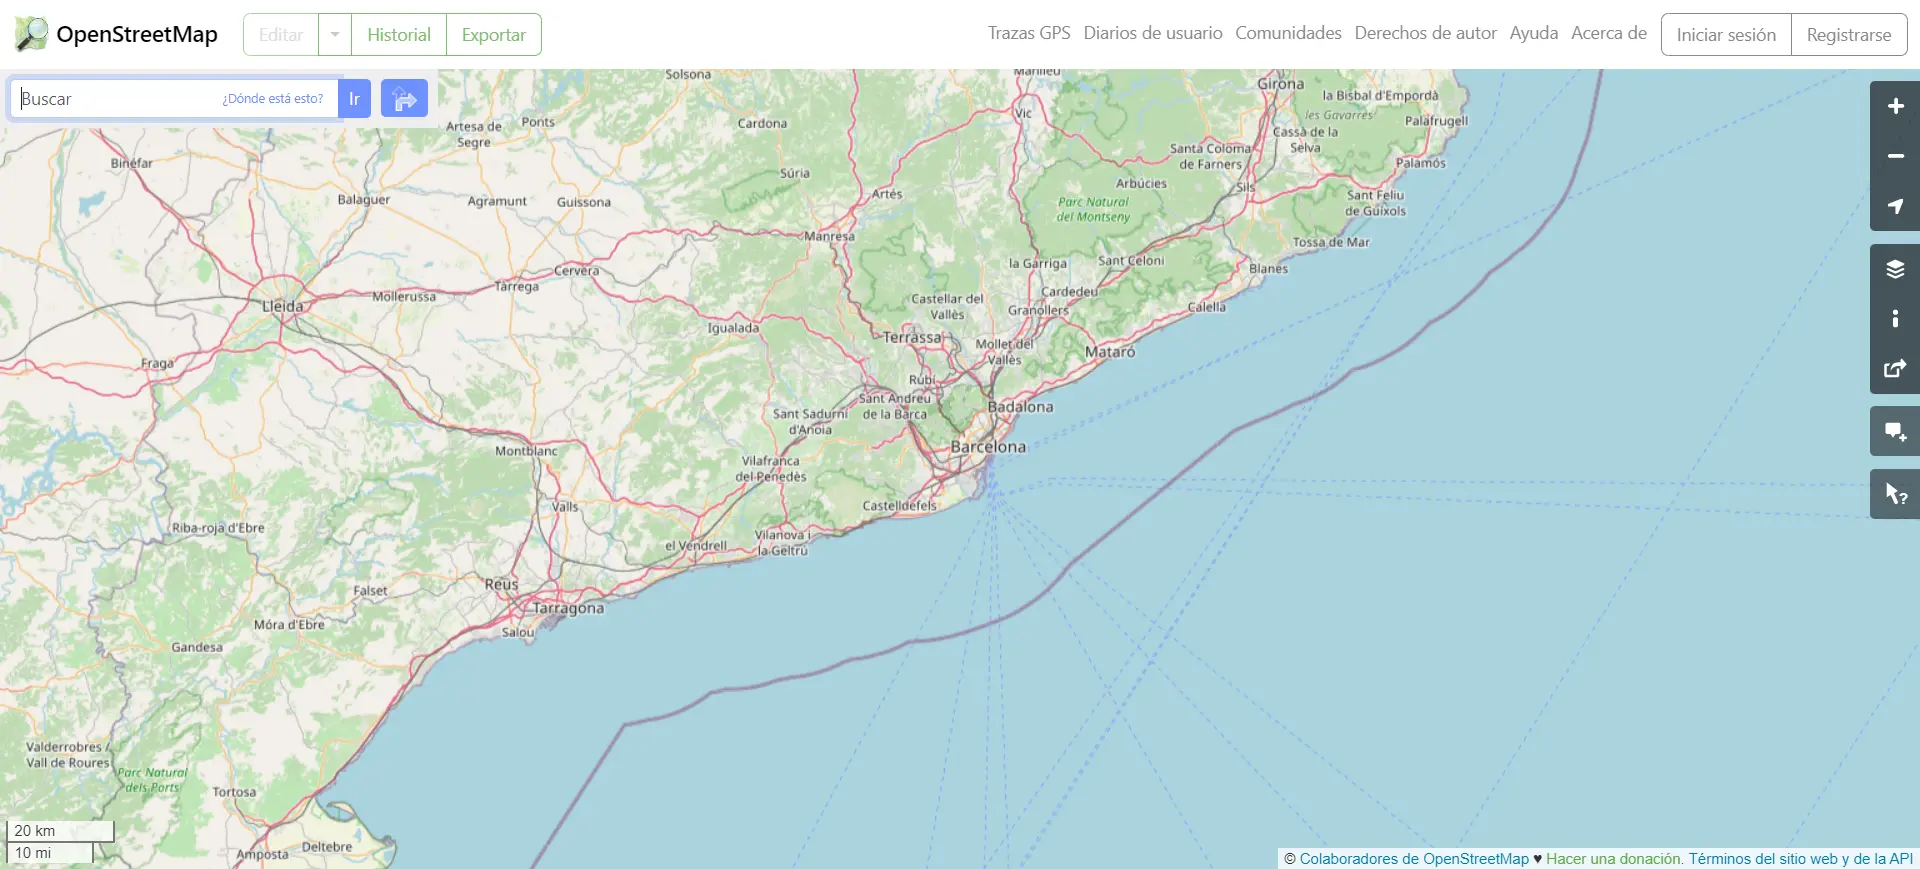 OpenStreetMap
Editar
Historial
Exportar
Trazas GPS
Diarios de usuario
Comunidades
Derechos de autor
Ayuda
Acerca de
Iniciar sesión
Registrarse
Buscar
¿Dónde está esto?
Ir
Solsona
Manlleu
Girona
la Bisbal d'Empordà
les Gavarres
Palafrugell
Artesa de
Segre
Ponts
Cardona
Vic
Cassà de la
Selva
Santa Coloma
de Farners
Palamós
Binéfar
Súria
Arbúcies
Sils
Balaguer
Agramunt
Guissona
Artés
Parc Natural
del Montseny
Sant Feliu
de Guíxols
Manresa
Tossa de Mar
Cervera
la Garriga
Sant Celoni
Blanes
Tàrrega
Mollerussa
Lleida
Castellar del
Vallès
Cardedeu
Granollers
Calella
Igualada
Terrassa
Mollet del
Vallès
Mataró
Fraga
Rubí
Sant Andreu
de la Barca
Badalona
Sant Sadurní
d'Anoia
Barcelona
Montblanc
Vilafranca
del Penedès
Valls
Castelldefels
Riba-roja d'Ebre
el Vendrell
Vilanova i
la Geltrú
Reus
Falset
Tarragona
Móra d'Ebre
Salou
Gandesa
Valderrobres /
Vall de Roures
Parc Natural
dels Ports
Tortosa
Amposta
Deltebre
20 km
10 mi
© Colaboradores de OpenStreetMap ♥ Hacer una donación. Términos del sitio web y de la API